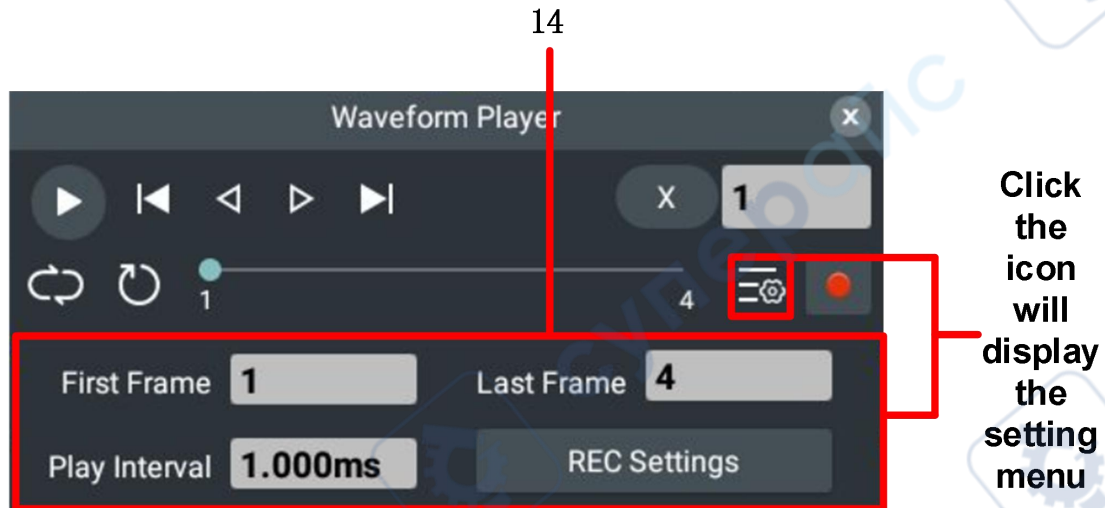 14
Waveform Player
X
X 1
1 4
First Frame 1 Last Frame 4
Play Interval 1.000ms REC Settings
Click
the
icon
will
display
the
setting
menu
суперайс